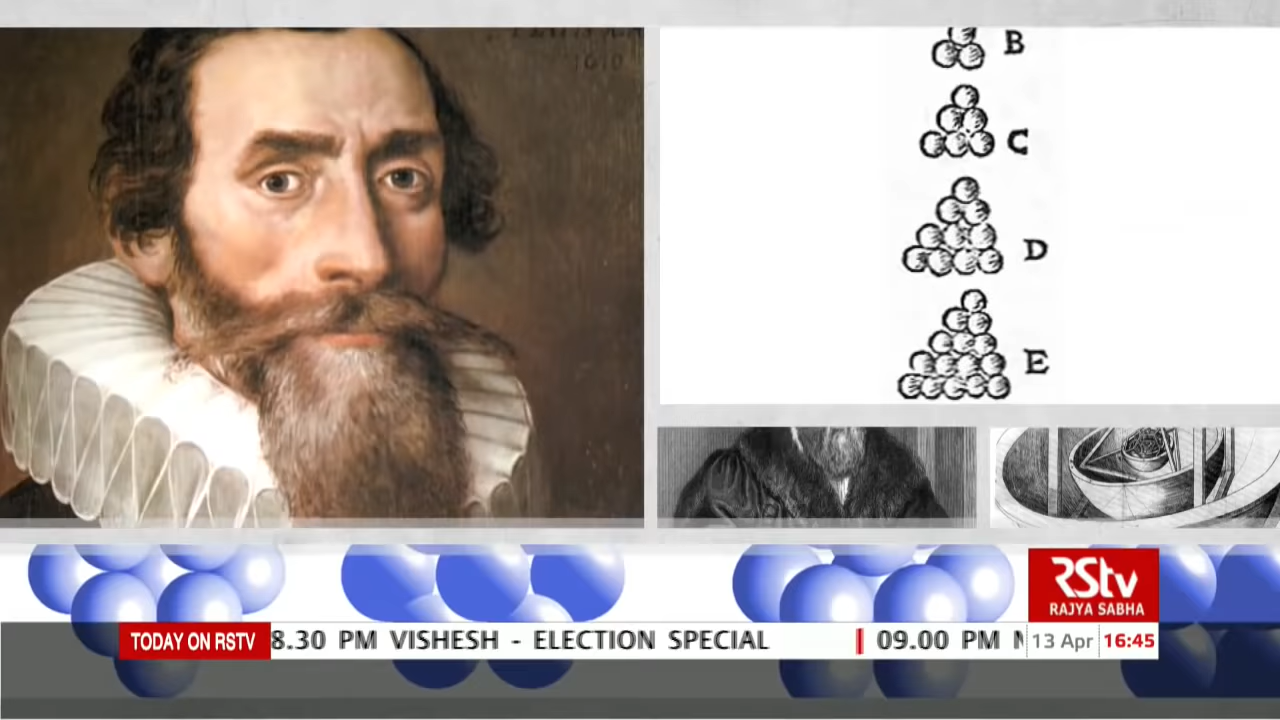 1610
B
C
D
E
RStv
RAJYA SABHA
TODAY ON RSTV
8.30 PM VISHESH - ELECTION SPECIAL
09.00 PM
13 Apr
16:45